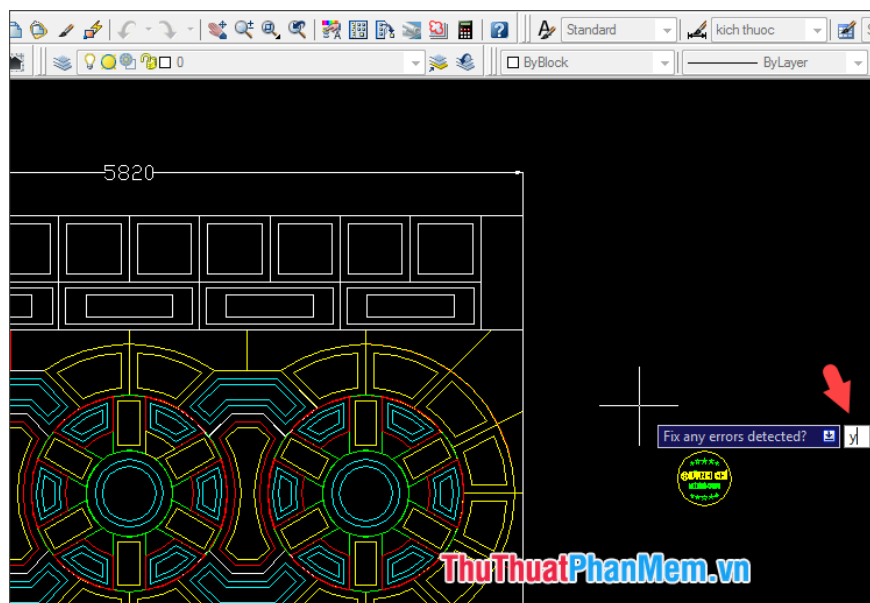 Standard
kich thuoc
0
ByBlock
ByLayer
5820
Fix any errors detected?
y
ThuThuatPhanMem.vn